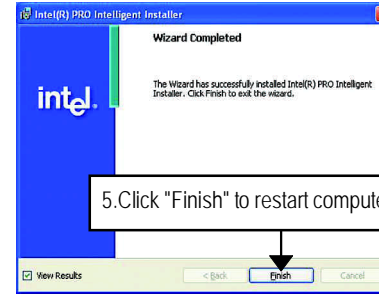 Intel(R) PRO Intelligent Installer
Wizard Completed
The Wizard has successfully installed Intel(R) PRO Intelligent
Installer. Click Finish to exit the wizard.
intel.
5.Click "Finish" to restart compute
View Results
< Back
Finish
Cancel